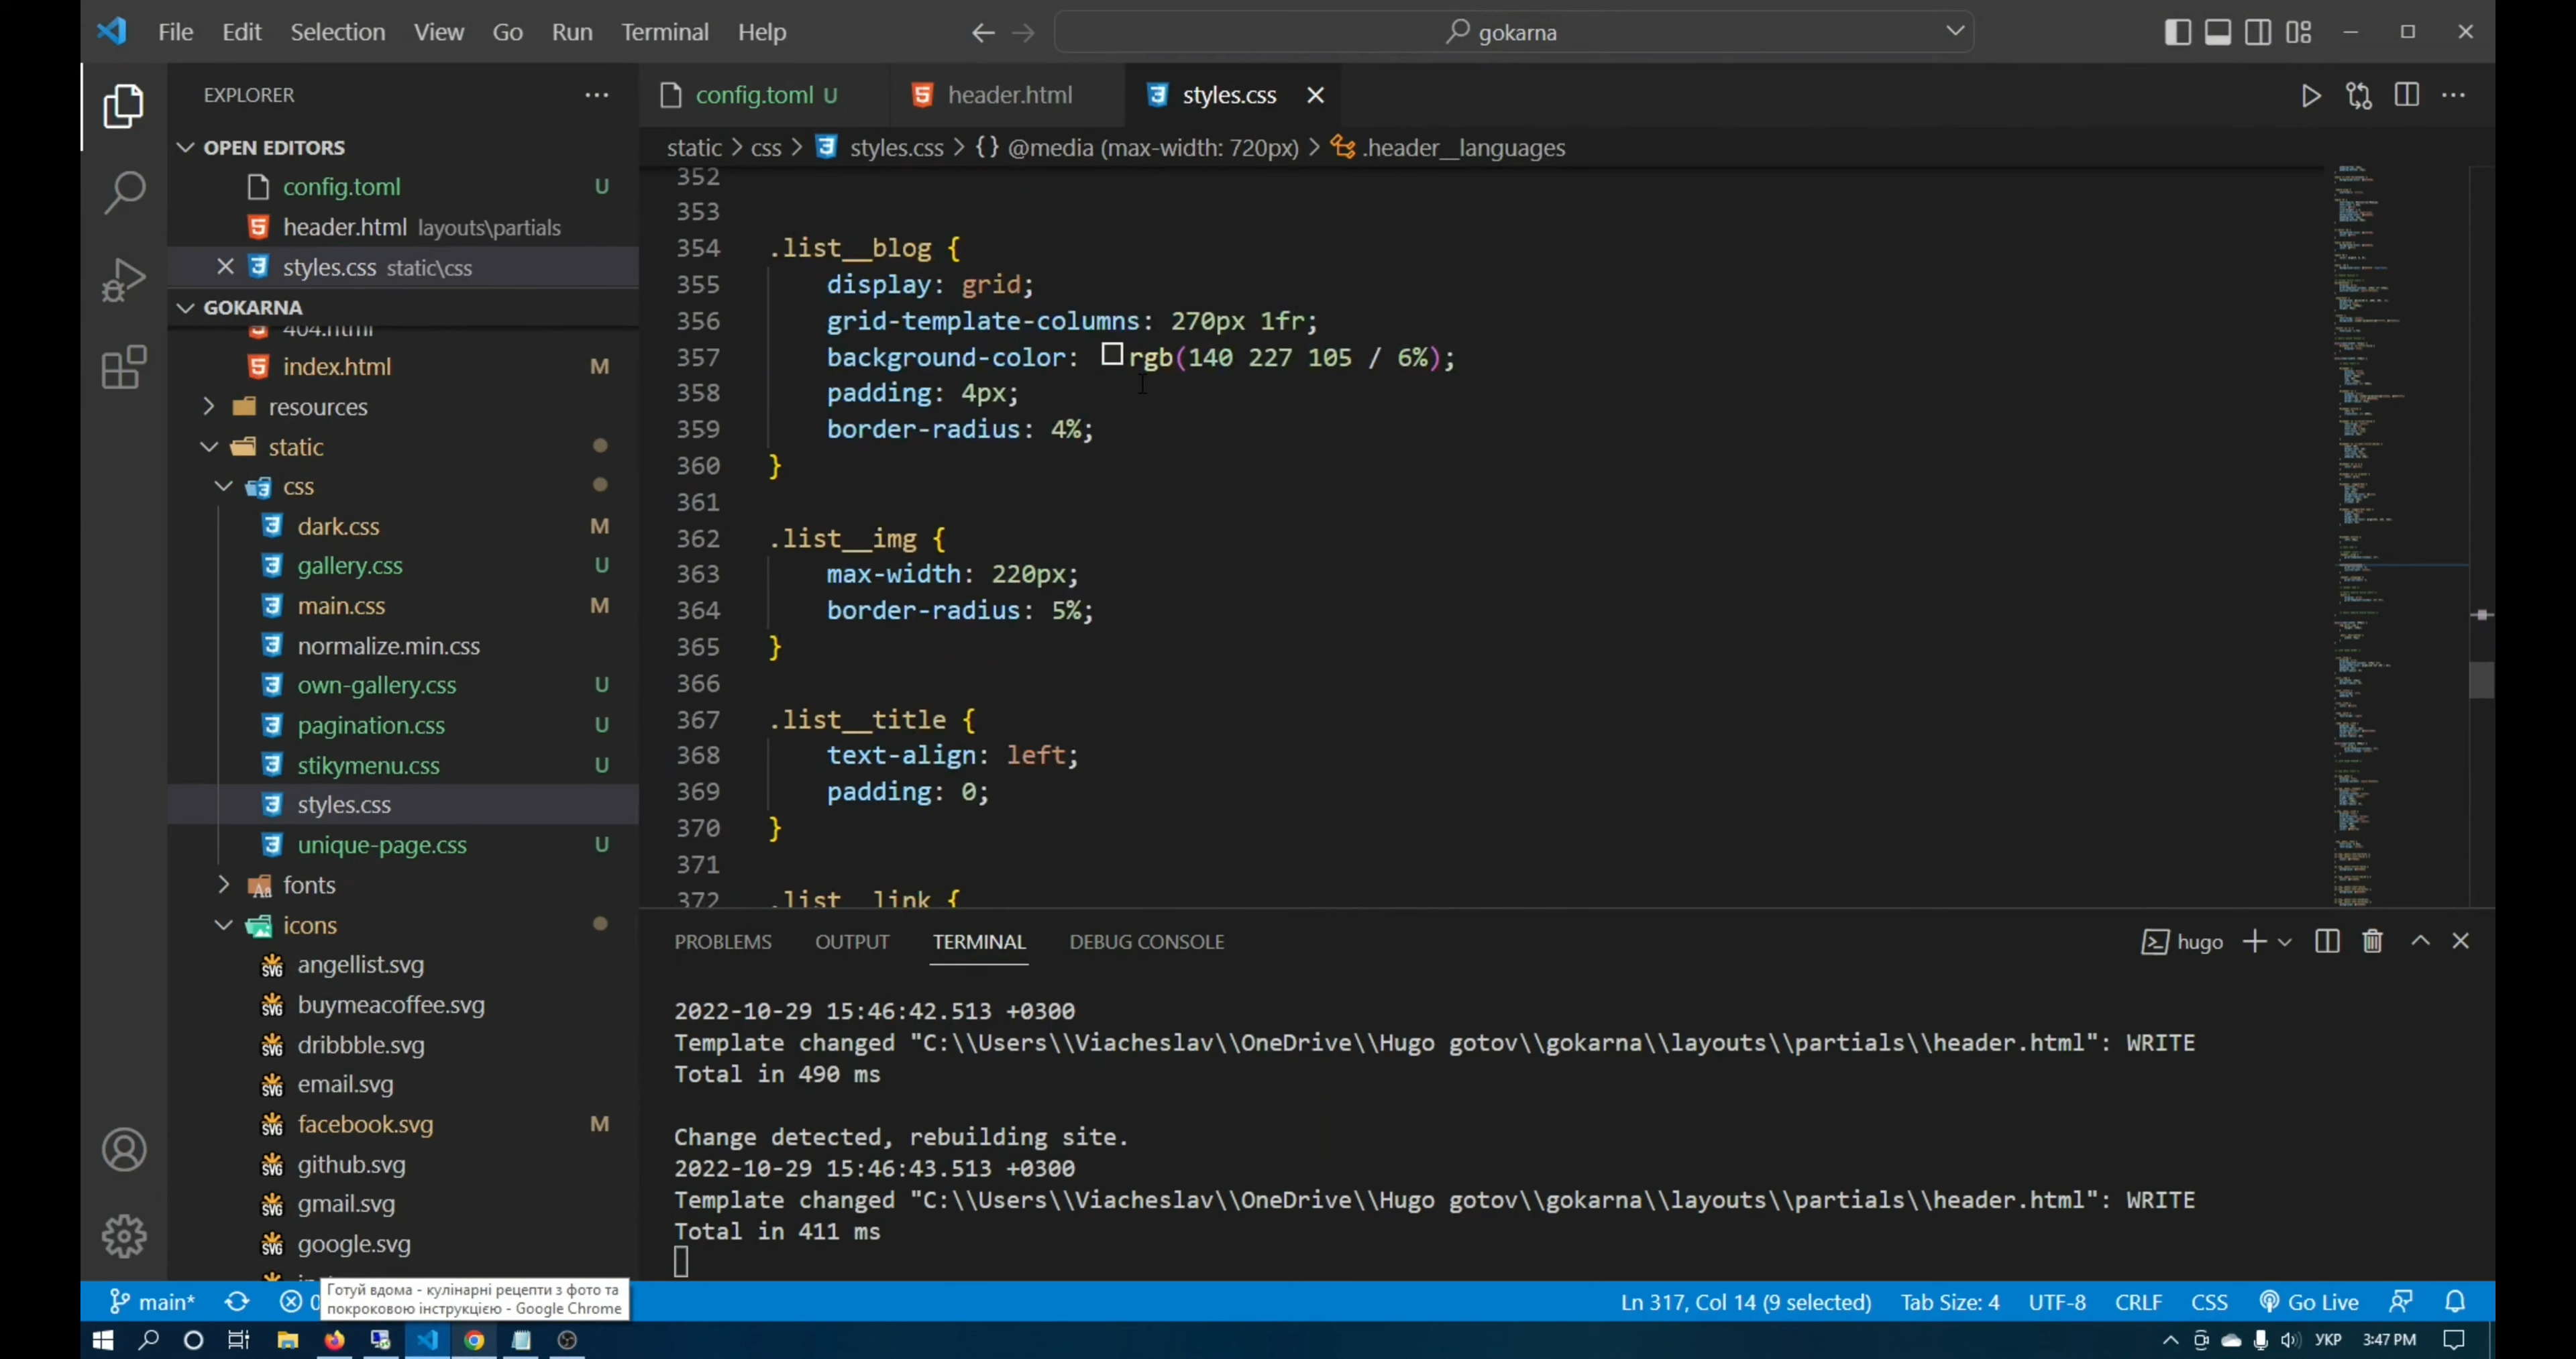 File Edit Selection View Go Run Terminal Help
gokarna
EXPLORER
OPEN EDITORS
config.toml U
header.html layouts\partials
styles.css static\css
GOKARNA
404.html
index.html M
resources
static
css
dark.css M
gallery.css U
main.css M
normalize.min.css
own-gallery.css U
pagination.css U
stikymenu.css U
styles.css
unique-page.css U
fonts
icons
angellist.svg
buymeacoffee.svg
dribbble.svg
email.svg
facebook.svg M
github.svg
gmail.svg
google.svg
config.toml U header.html styles.css
static > css > styles.css > {} @media (max-width: 720px) > .header__languages
352
353
354 .list__blog {
355 display: grid;
356 grid-template-columns: 270px 1fr;
357 background-color: rgb(140 227 105 / 6%);
358 padding: 4px;
359 border-radius: 4%;
360 }
361
362 .list__img {
363 max-width: 220px;
364 border-radius: 5%;
365 }
366
367 .list__title {
368 text-align: left;
369 padding: 0;
370 }
371
372 .list__link {
PROBLEMS OUTPUT TERMINAL DEBUG CONSOLE
hugo
2022-10-29 15:46:42.513 +0300
Template changed "C:\\Users\\Viacheslav\\OneDrive\\Hugo gotov\\gokarna\\layouts\\partials\\header.html": WRITE
Total in 490 ms
Change detected, rebuilding site.
2022-10-29 15:46:43.513 +0300
Template changed "C:\\Users\\Viacheslav\\OneDrive\\Hugo gotov\\gokarna\\layouts\\partials\\header.html": WRITE
Total in 411 ms
Готуй вдома - кулінарні рецепти з фото та
покроковою інструкцією - Google Chrome
main* 0
Ln 317, Col 14 (9 selected) Tab Size: 4 UTF-8 CRLF CSS Go Live
УКР 3:47 PM